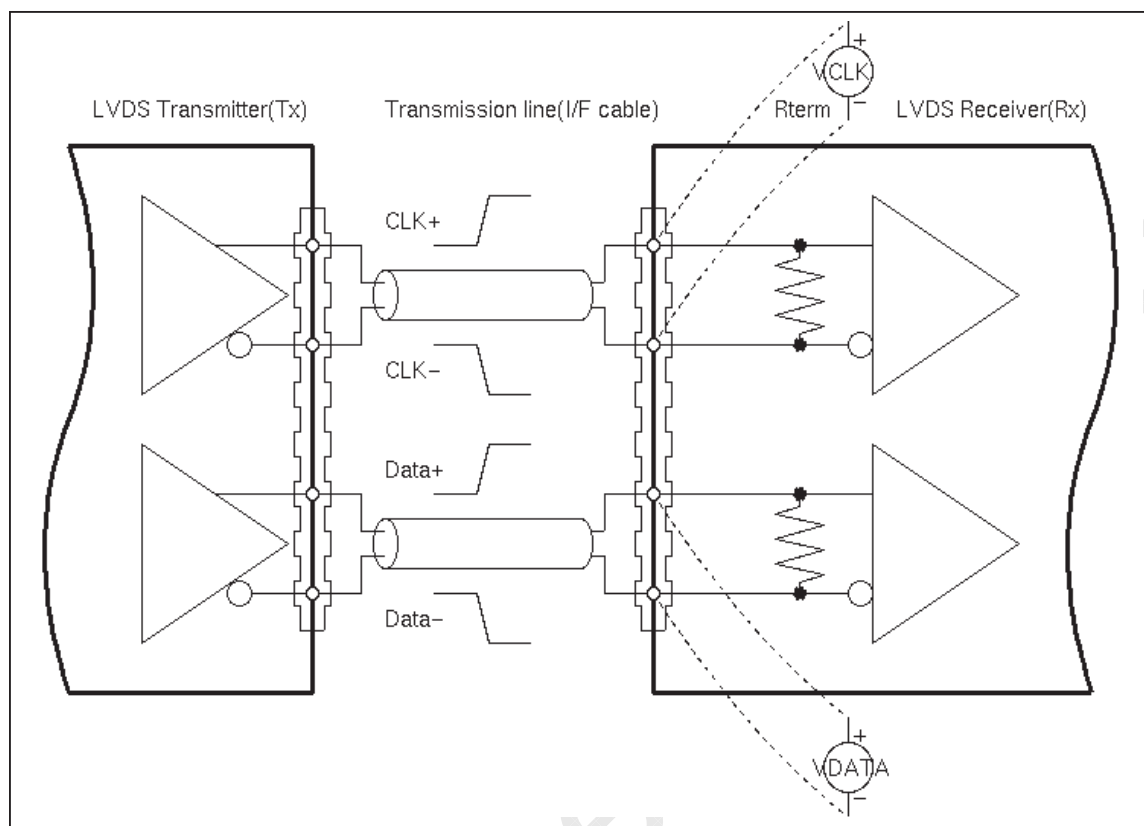 +
VCLK
−
LVDS Transmitter(Tx)
Transmission line(I/F cable)
Rterm
LVDS Receiver(Rx)
CLK+
CLK−
Data+
Data−
+
VDATA
−